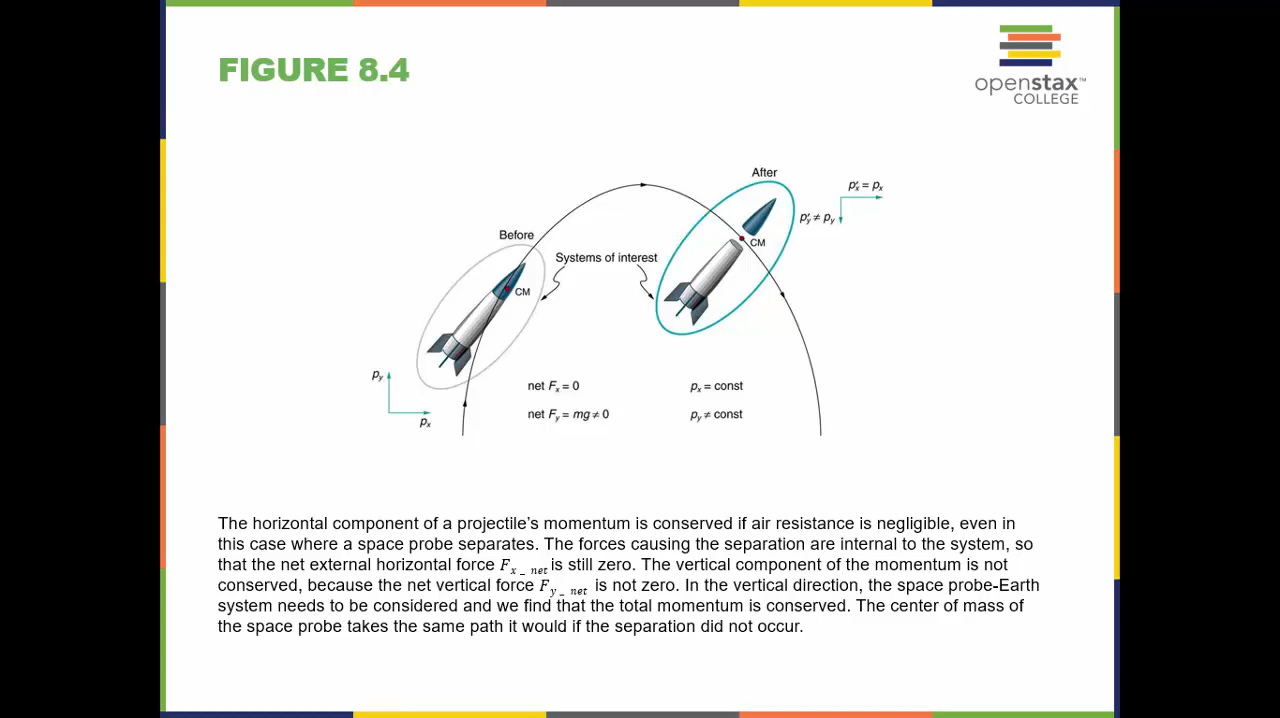 FIGURE 8.4
openstax™
COLLEGE
After
p′x = px
p′y ≠ py
Before
CM
Systems of interest
CM
py
px
net Fx = 0
px = const
net Fy = mg ≠ 0
py ≠ const
The horizontal component of a projectile’s momentum is conserved if air resistance is negligible, even in
this case where a space probe separates. The forces causing the separation are internal to the system, so
that the net external horizontal force Fx _ net is still zero. The vertical component of the momentum is not
conserved, because the net vertical force Fy _ net is not zero. In the vertical direction, the space probe-Earth
system needs to be considered and we find that the total momentum is conserved. The center of mass of
the space probe takes the same path it would if the separation did not occur.